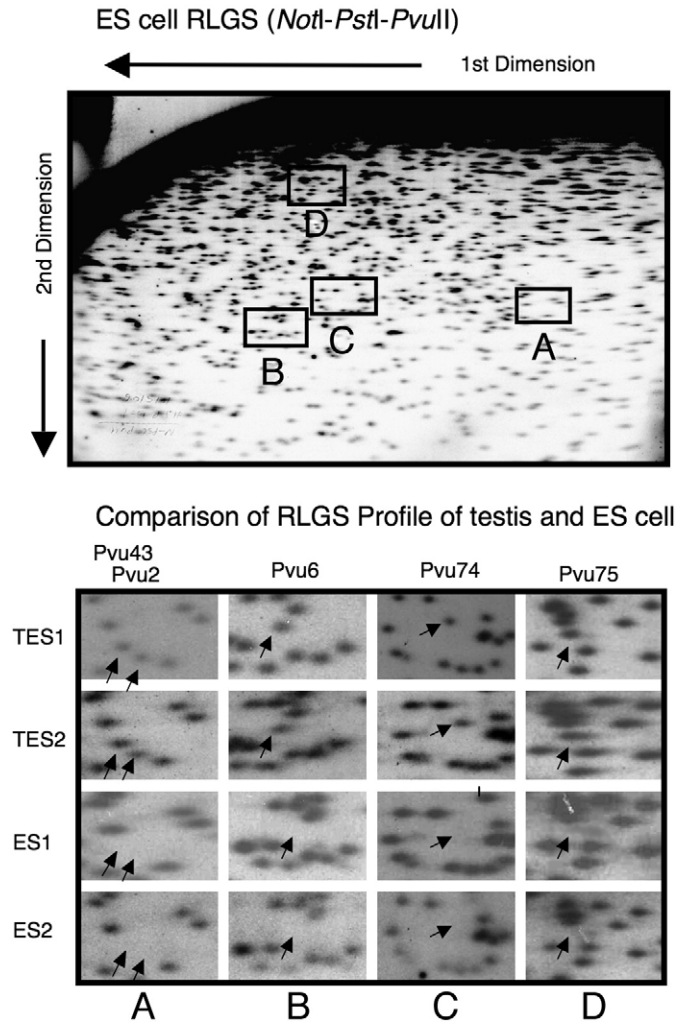 ES cell RLGS (NotI-PstI-PvuII)
1st Dimension
2nd Dimension
D
C
B
A
Comparison of RLGS Profile of testis and ES cell
Pvu43
Pvu2 Pvu6 Pvu74 Pvu75
TES1
TES2
ES1
ES2
A B C D